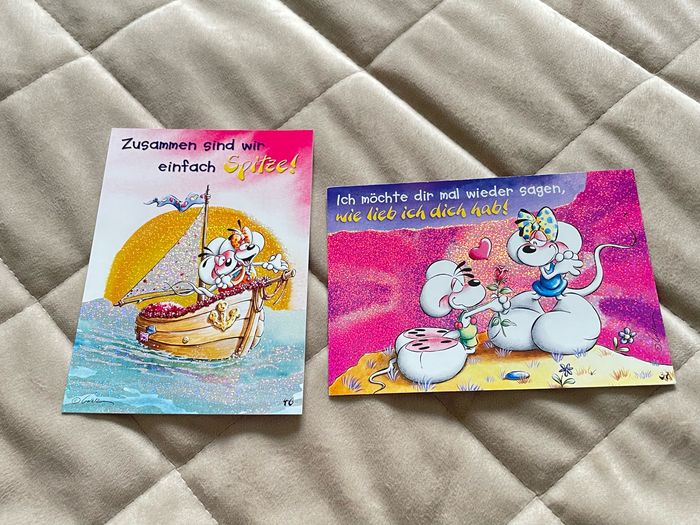 Zusammen sind wir
einfach Spitze!
Ich möchte dir mal wieder sagen,
wie lieb ich dich hab!